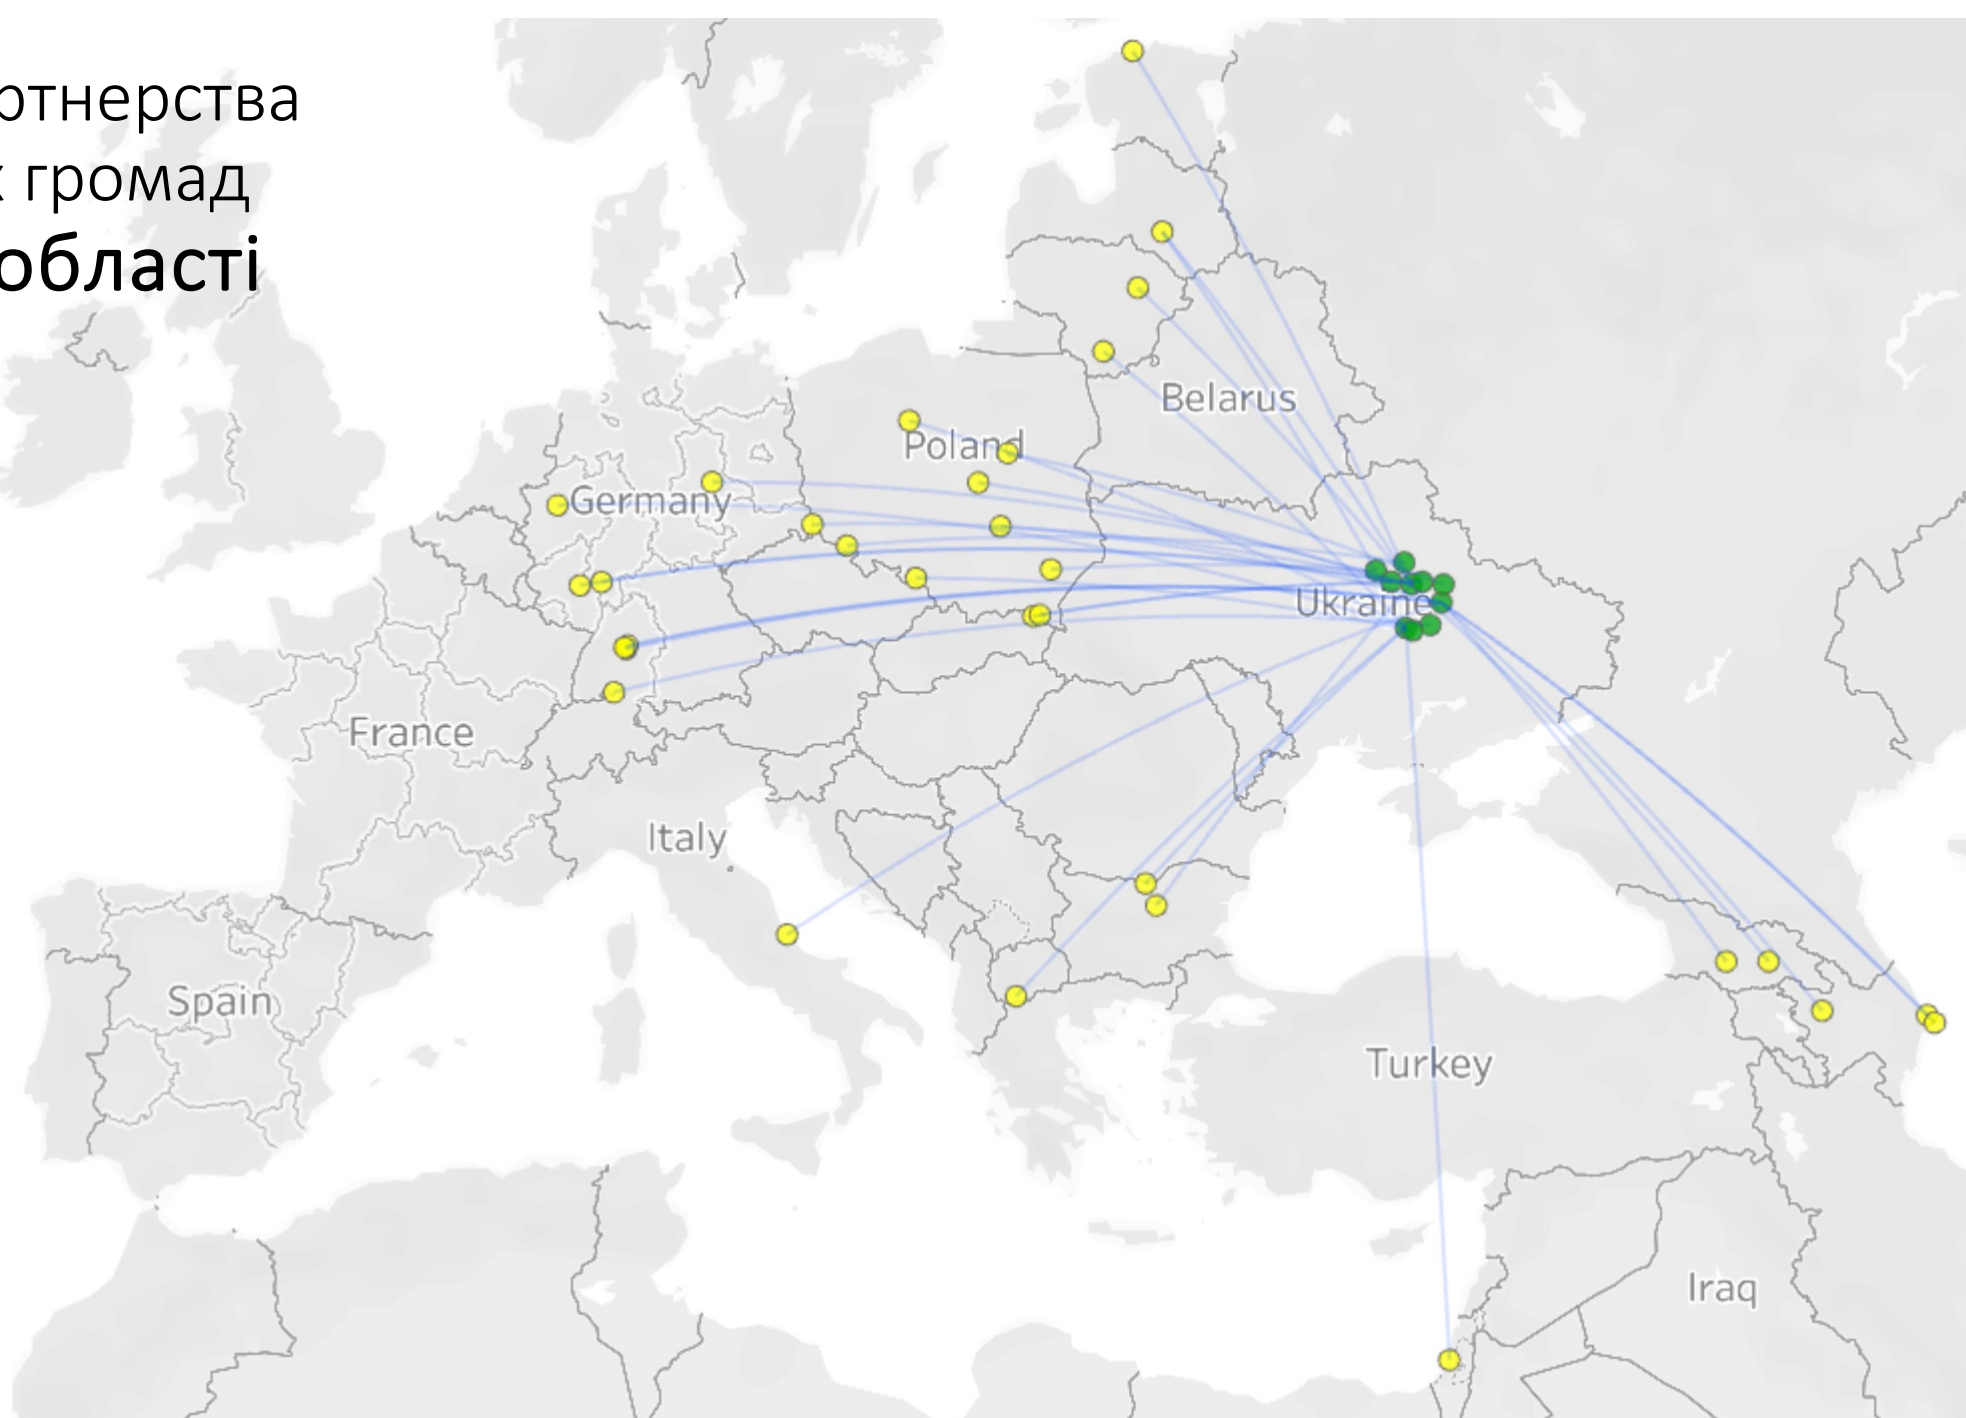 ртнерства
х громад
області
Belarus
Poland
Germany
Ukraine
France
Italy
Spain
Turkey
Iraq